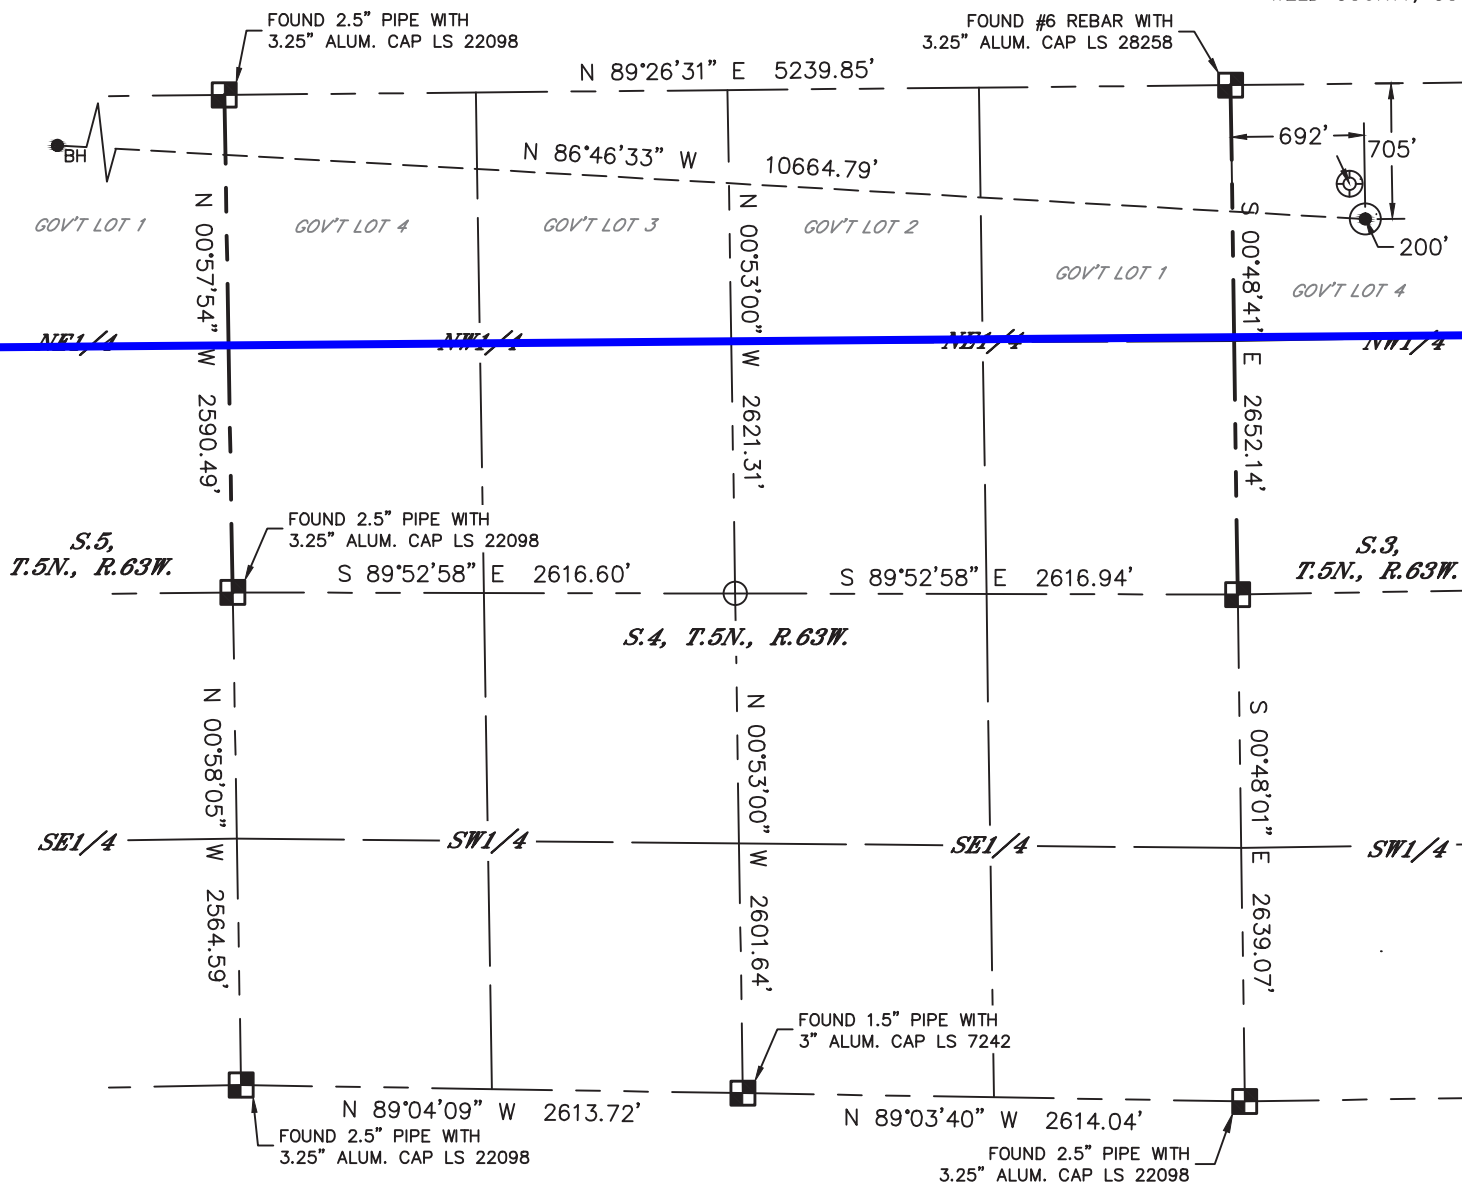 FOUND 2.5" PIPE WITH
3.25" ALUM. CAP LS 22098
FOUND #6 REBAR WITH
3.25" ALUM. CAP LS 28258
N 89°26'31" E 5239.85'
692'
705'
BH
N 86°46'33" W 10664.79'
200'
GOV'T LOT 1
GOV'T LOT 4
GOV'T LOT 3
GOV'T LOT 2
GOV'T LOT 1
GOV'T LOT 4
N 00°57'54" W 2590.49'
N 00°53'00" W 2621.31'
S 00°48'41' E 2652.14'
NE1/4
NW1/4
NE1/4
NW1/4
FOUND 2.5" PIPE WITH
3.25" ALUM. CAP LS 22098
S.5,
T.5N., R.63W.
S 89°52'58" E 2616.60'
S 89°52'58" E 2616.94'
S.3,
T.5N., R.63W.
S.4, T.5N., R.63W.
N 00°58'05" W 2564.59'
N 00°53'00" W 2601.64'
S 00°48'01" E 2639.07'
SE1/4
SW1/4
SE1/4
SW1/4
FOUND 1.5" PIPE WITH
3" ALUM. CAP LS 7242
N 89°04'09" W 2613.72'
N 89°03'40" W 2614.04'
FOUND 2.5" PIPE WITH
3.25" ALUM. CAP LS 22098
FOUND 2.5" PIPE WITH
3.25" ALUM. CAP LS 22098